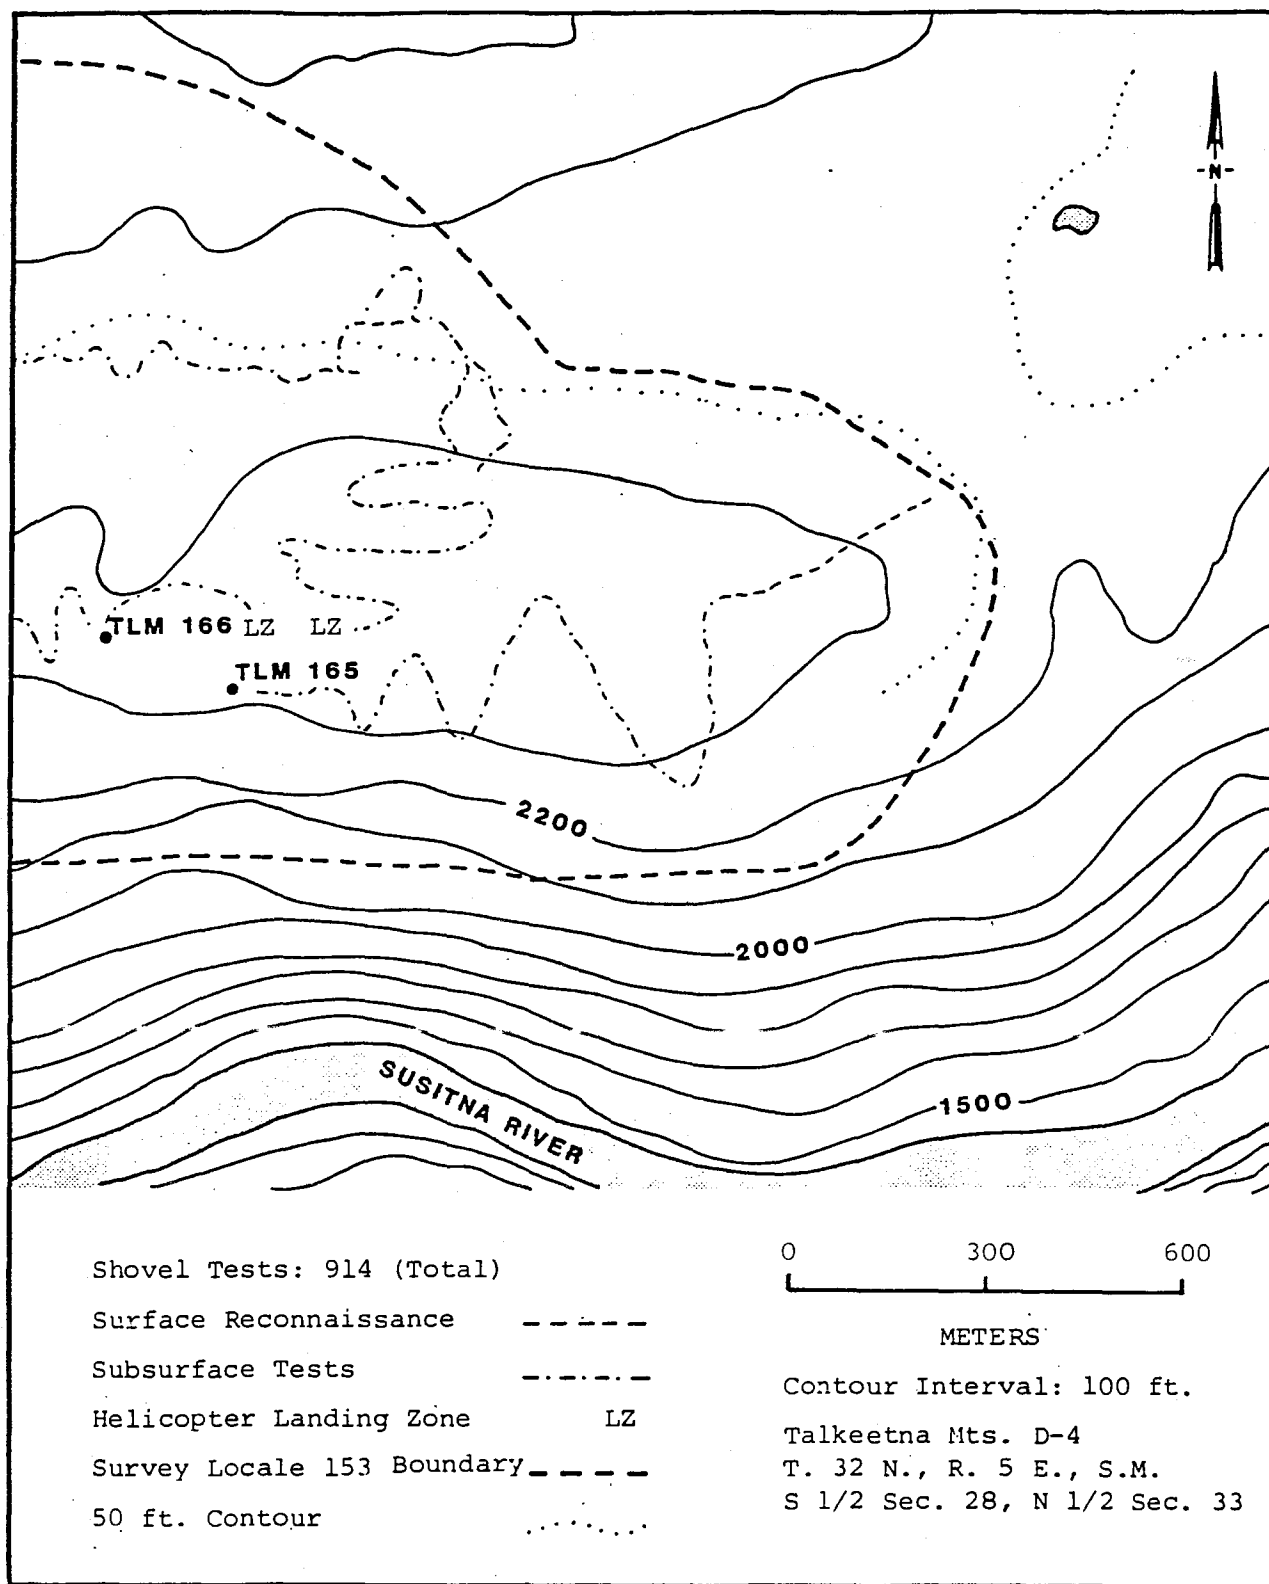 -N-
TLM 166 LZ LZ
TLM 165
2200
2000
SUSITNA RIVER
1500
0 300 600
METERS
Shovel Tests: 914 (Total)
Surface Reconnaissance
Subsurface Tests
Helicopter Landing Zone LZ
Survey Locale 153 Boundary
50 ft. Contour
Contour Interval: 100 ft.
Talkeetna Mts. D-4
T. 32 N., R. 5 E., S.M.
S 1/2 Sec. 28, N 1/2 Sec. 33